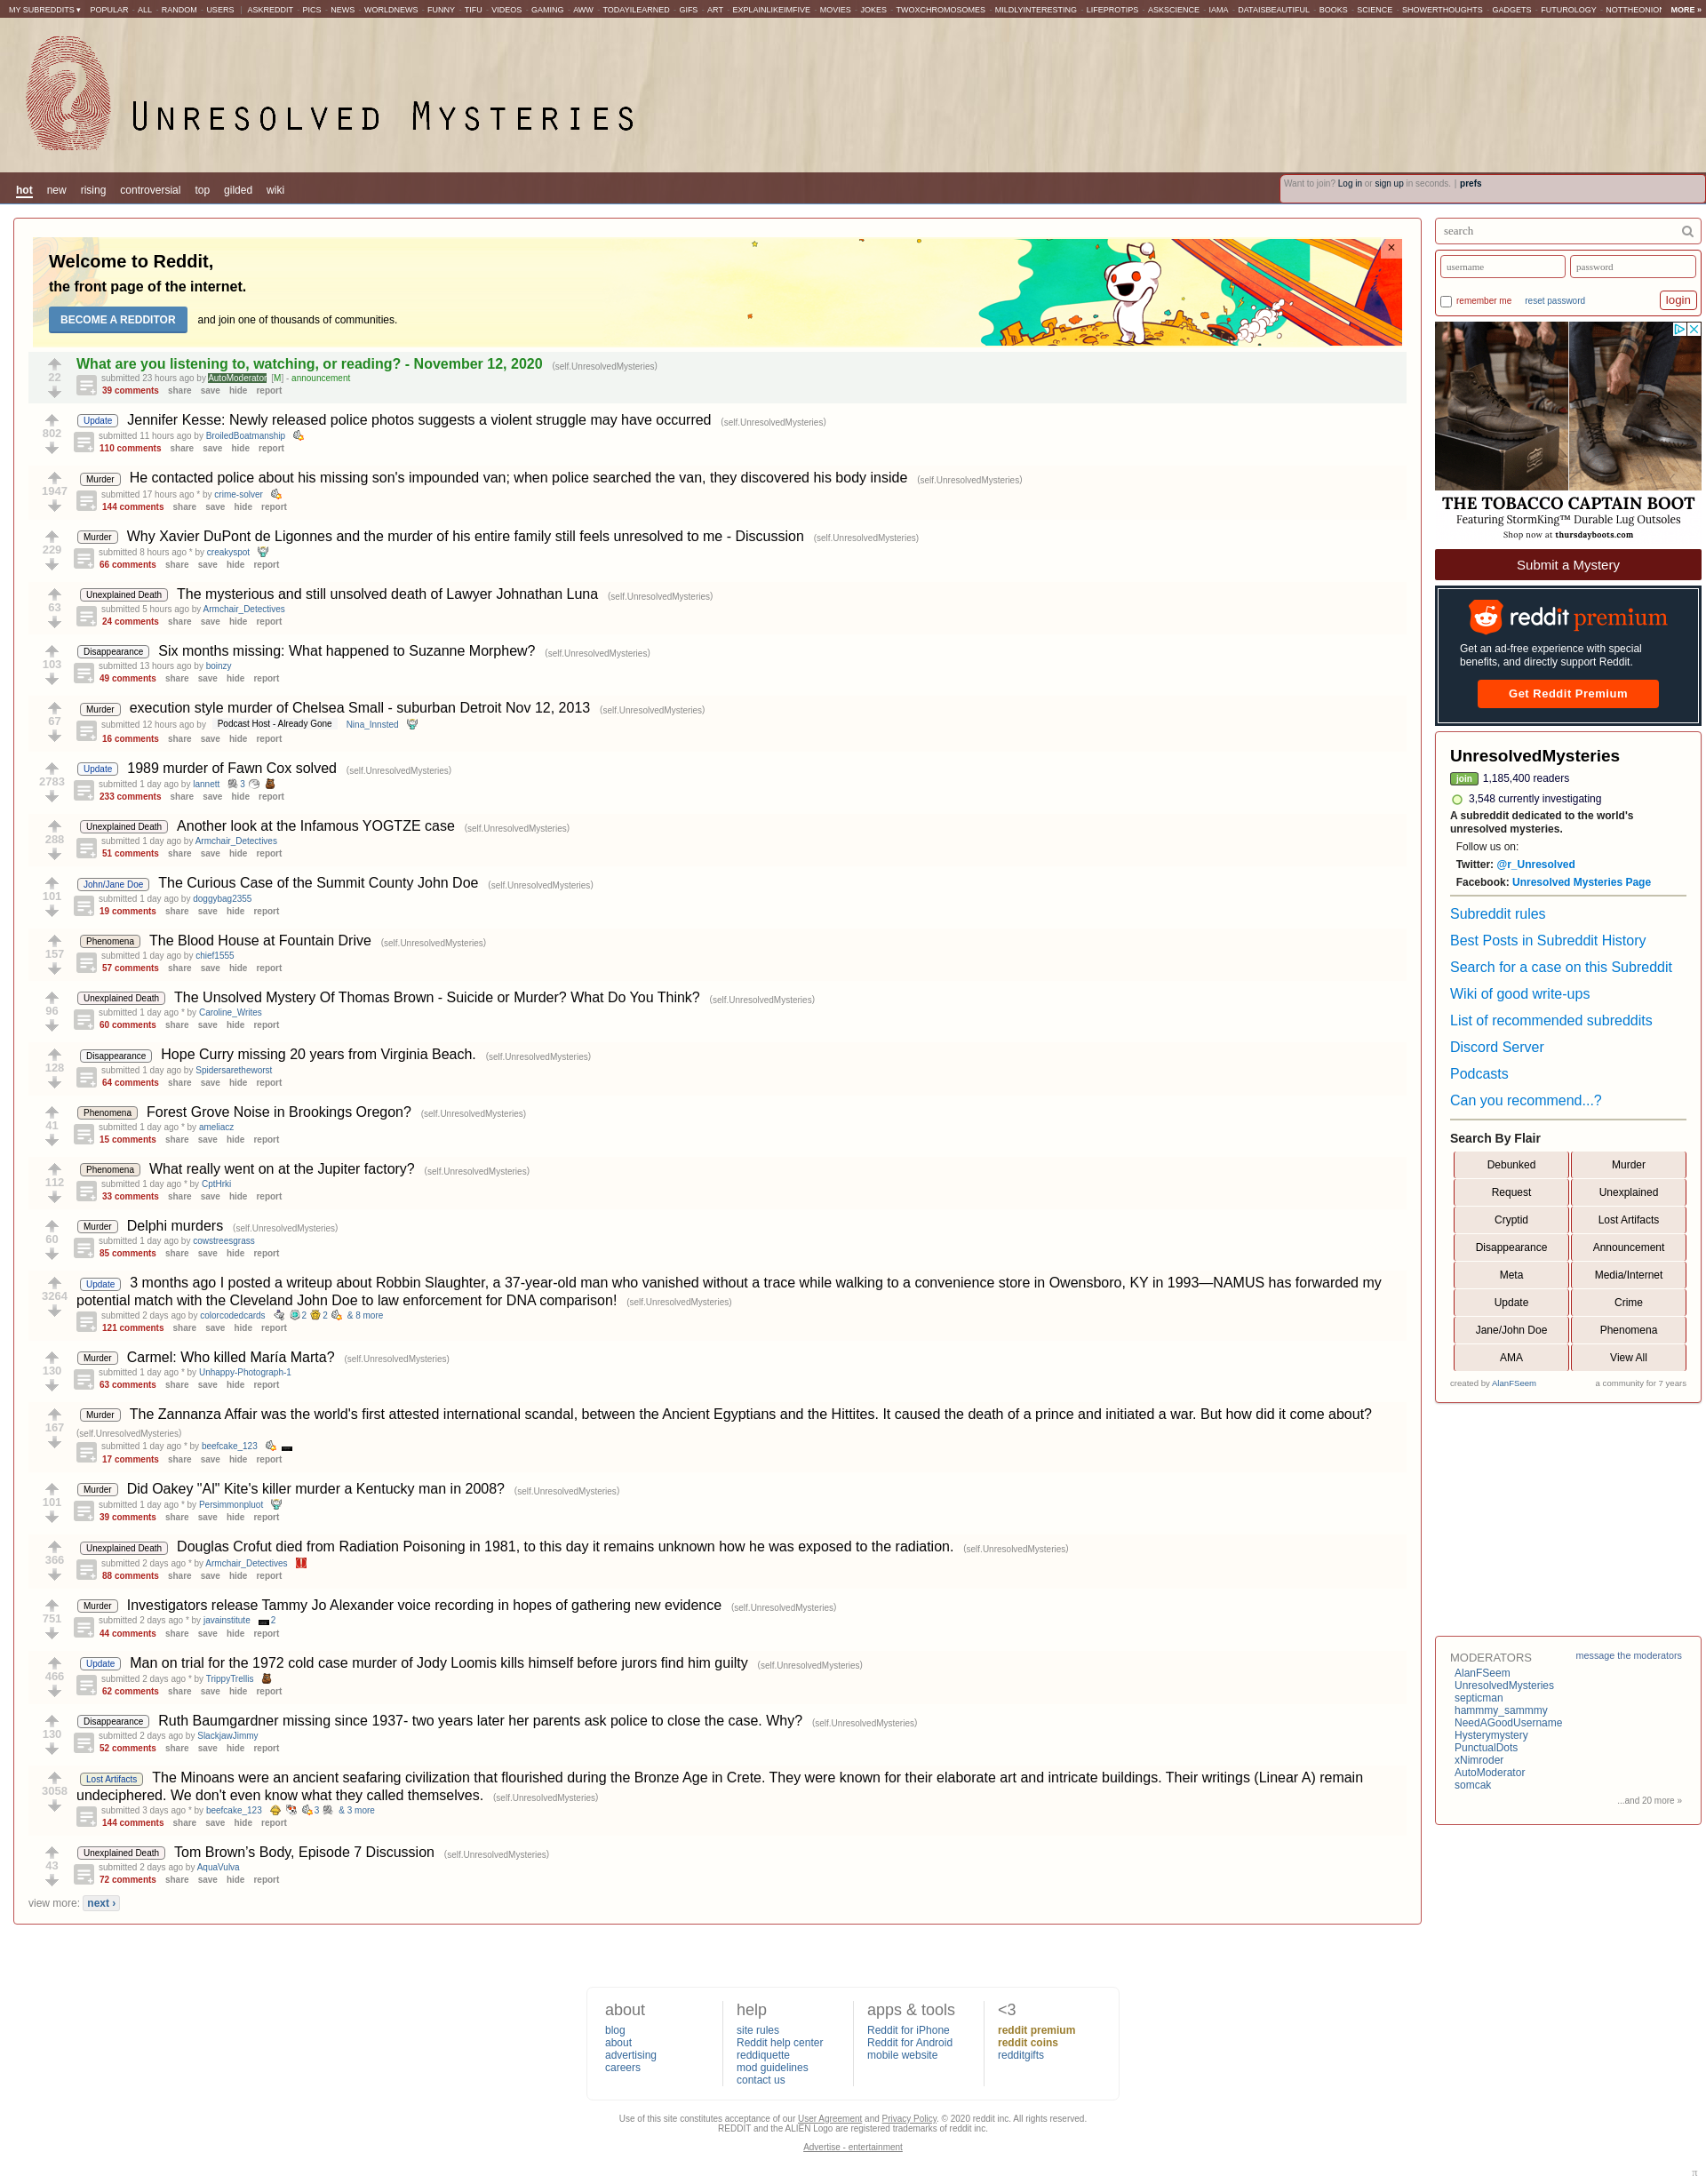 MY SUBREDDITS ▾ POPULAR - ALL - RANDOM - USERS | ASKREDDIT - PICS - NEWS - WORLDNEWS - FUNNY - TIFU - VIDEOS - GAMING - AWW - TODAYILEARNED - GIFS - ART - EXPLAINLIKEIMFIVE - MOVIES - JOKES - TWOXCHROMOSOMES - MILDLYINTERESTING - LIFEPROTIPS - ASKSCIENCE - IAMA - DATAISBEAUTIFUL - BOOKS - SCIENCE - SHOWERTHOUGHTS - GADGETS - FUTUROLOGY - NOTTHEONION MORE »
UNRESOLVED MYSTERIES
hot new rising controversial top gilded wiki
Want to join? Log in or sign up in seconds. | prefs
Welcome to Reddit,
the front page of the internet.
BECOME A REDDITOR and join one of thousands of communities.
×
22
What are you listening to, watching, or reading? - November 12, 2020 (self.UnresolvedMysteries)
submitted 23 hours ago by AutoModerator [M] - announcement
39 comments share save hide report
802
Update Jennifer Kesse: Newly released police photos suggests a violent struggle may have occurred (self.UnresolvedMysteries)
submitted 11 hours ago by BroiledBoatmanship
110 comments share save hide report
1947
Murder He contacted police about his missing son's impounded van; when police searched the van, they discovered his body inside (self.UnresolvedMysteries)
submitted 17 hours ago * by crime-solver
144 comments share save hide report
229
Murder Why Xavier DuPont de Ligonnes and the murder of his entire family still feels unresolved to me - Discussion (self.UnresolvedMysteries)
submitted 8 hours ago * by creakyspot
66 comments share save hide report
63
Unexplained Death The mysterious and still unsolved death of Lawyer Johnathan Luna (self.UnresolvedMysteries)
submitted 5 hours ago by Armchair_Detectives
24 comments share save hide report
103
Disappearance Six months missing: What happened to Suzanne Morphew? (self.UnresolvedMysteries)
submitted 13 hours ago by boinzy
49 comments share save hide report
67
Murder execution style murder of Chelsea Small - suburban Detroit Nov 12, 2013 (self.UnresolvedMysteries)
submitted 12 hours ago by Podcast Host - Already Gone Nina_Innsted
16 comments share save hide report
2783
Update 1989 murder of Fawn Cox solved (self.UnresolvedMysteries)
submitted 1 day ago by lannett 3
233 comments share save hide report
288
Unexplained Death Another look at the Infamous YOGTZE case (self.UnresolvedMysteries)
submitted 1 day ago by Armchair_Detectives
51 comments share save hide report
101
John/Jane Doe The Curious Case of the Summit County John Doe (self.UnresolvedMysteries)
submitted 1 day ago by doggybag2355
19 comments share save hide report
157
Phenomena The Blood House at Fountain Drive (self.UnresolvedMysteries)
submitted 1 day ago by chief1555
57 comments share save hide report
96
Unexplained Death The Unsolved Mystery Of Thomas Brown - Suicide or Murder? What Do You Think? (self.UnresolvedMysteries)
submitted 1 day ago * by Caroline_Writes
60 comments share save hide report
128
Disappearance Hope Curry missing 20 years from Virginia Beach. (self.UnresolvedMysteries)
submitted 1 day ago by Spidersaretheworst
64 comments share save hide report
41
Phenomena Forest Grove Noise in Brookings Oregon? (self.UnresolvedMysteries)
submitted 1 day ago * by ameliacz
15 comments share save hide report
112
Phenomena What really went on at the Jupiter factory? (self.UnresolvedMysteries)
submitted 1 day ago * by CptHrki
33 comments share save hide report
60
Murder Delphi murders (self.UnresolvedMysteries)
submitted 1 day ago by cowstreesgrass
85 comments share save hide report
3264
Update 3 months ago I posted a writeup about Robbin Slaughter, a 37-year-old man who vanished without a trace while walking to a convenience store in Owensboro, KY in 1993—NAMUS has forwarded my
potential match with the Cleveland John Doe to law enforcement for DNA comparison! (self.UnresolvedMysteries)
submitted 2 days ago by colorcodedcards 2 2 & 8 more
121 comments share save hide report
130
Murder Carmel: Who killed María Marta? (self.UnresolvedMysteries)
submitted 1 day ago * by Unhappy-Photograph-1
63 comments share save hide report
167
Murder The Zannanza Affair was the world's first attested international scandal, between the Ancient Egyptians and the Hittites. It caused the death of a prince and initiated a war. But how did it come about?
(self.UnresolvedMysteries)
submitted 1 day ago * by beefcake_123
17 comments share save hide report
101
Murder Did Oakey "Al" Kite's killer murder a Kentucky man in 2008? (self.UnresolvedMysteries)
submitted 1 day ago * by Persimmonpluot
39 comments share save hide report
366
Unexplained Death Douglas Crofut died from Radiation Poisoning in 1981, to this day it remains unknown how he was exposed to the radiation. (self.UnresolvedMysteries)
submitted 2 days ago * by Armchair_Detectives
88 comments share save hide report
751
Murder Investigators release Tammy Jo Alexander voice recording in hopes of gathering new evidence (self.UnresolvedMysteries)
submitted 2 days ago * by javainstitute 2
44 comments share save hide report
466
Update Man on trial for the 1972 cold case murder of Jody Loomis kills himself before jurors find him guilty (self.UnresolvedMysteries)
submitted 2 days ago * by TrippyTrellis
62 comments share save hide report
130
Disappearance Ruth Baumgardner missing since 1937- two years later her parents ask police to close the case. Why? (self.UnresolvedMysteries)
submitted 2 days ago by SlackjawJimmy
52 comments share save hide report
3058
Lost Artifacts The Minoans were an ancient seafaring civilization that flourished during the Bronze Age in Crete. They were known for their elaborate art and intricate buildings. Their writings (Linear A) remain
undeciphered. We don't even know what they called themselves. (self.UnresolvedMysteries)
submitted 3 days ago * by beefcake_123 3 & 3 more
144 comments share save hide report
43
Unexplained Death Tom Brown's Body, Episode 7 Discussion (self.UnresolvedMysteries)
submitted 2 days ago by AquaVulva
72 comments share save hide report
view more: next ›
search
username password
remember me reset password login
THE TOBACCO CAPTAIN BOOT
Featuring StormKing™ Durable Lug Outsoles
Shop now at thursdayboots.com
Submit a Mystery
reddit premium
Get an ad-free experience with special
benefits, and directly support Reddit.
Get Reddit Premium
UnresolvedMysteries
join 1,185,400 readers
3,548 currently investigating
A subreddit dedicated to the world's
unresolved mysteries.
Follow us on:
Twitter: @r_Unresolved
Facebook: Unresolved Mysteries Page
Subreddit rules
Best Posts in Subreddit History
Search for a case on this Subreddit
Wiki of good write-ups
List of recommended subreddits
Discord Server
Podcasts
Can you recommend...?
Search By Flair
Debunked Murder
Request Unexplained
Cryptid Lost Artifacts
Disappearance Announcement
Meta Media/Internet
Update Crime
Jane/John Doe Phenomena
AMA View All
created by AlanFSeem a community for 7 years
MODERATORS message the moderators
AlanFSeem
UnresolvedMysteries
septicman
hammmy_sammmy
NeedAGoodUsername
Hysterymystery
PunctualDots
xNimroder
AutoModerator
somcak
...and 20 more »
about help apps & tools <3
blog site rules Reddit for iPhone reddit premium
about Reddit help center Reddit for Android reddit coins
advertising reddiquette mobile website redditgifts
careers mod guidelines
contact us
Use of this site constitutes acceptance of our User Agreement and Privacy Policy. © 2020 reddit inc. All rights reserved.
REDDIT and the ALIEN Logo are registered trademarks of reddit inc.
Advertise - entertainment
π